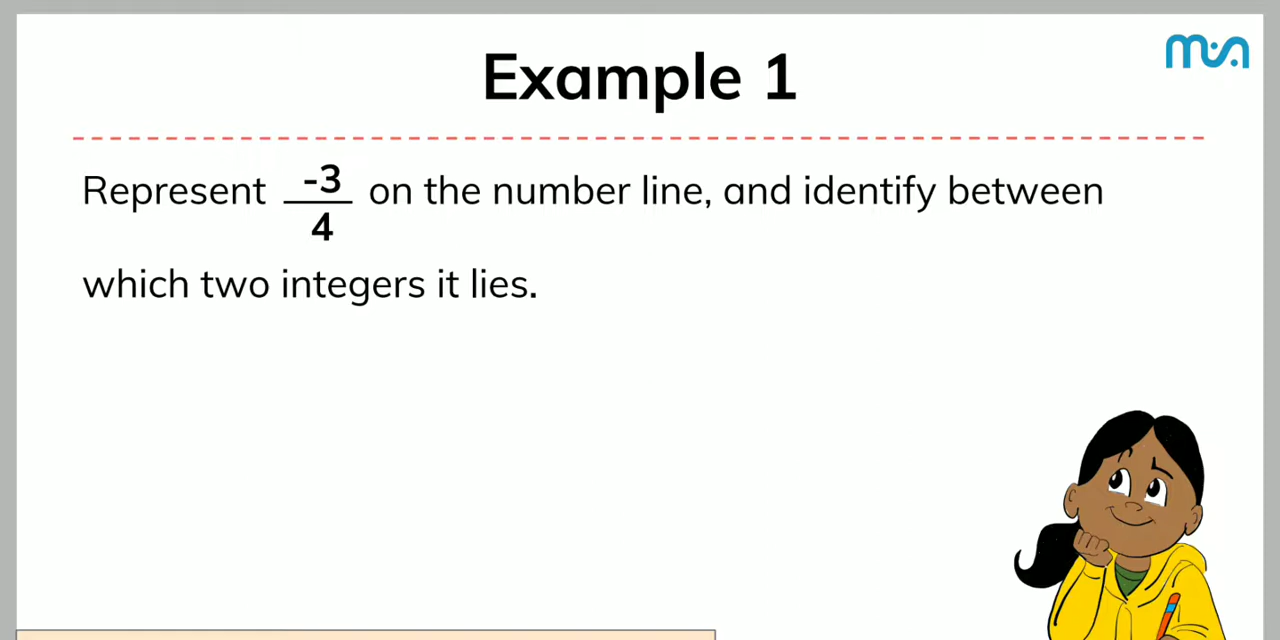 Example 1
Represent -3/4 on the number line, and identify between
which two integers it lies.